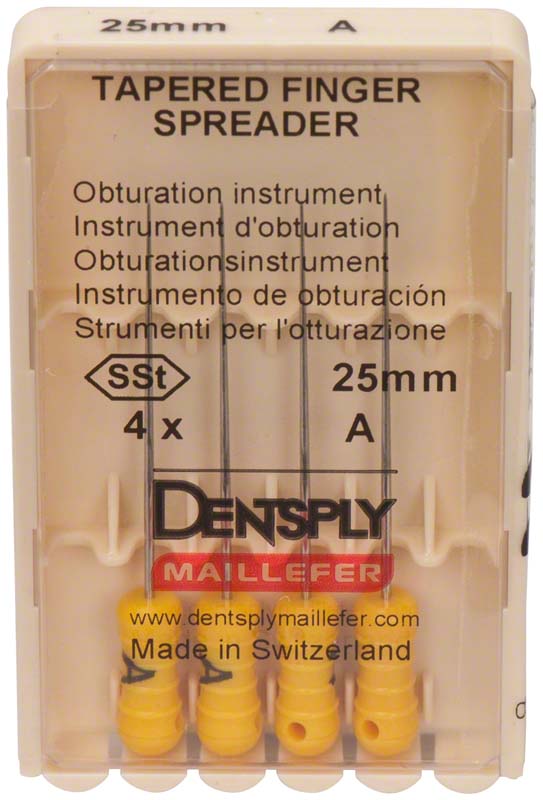 25mm A
TAPERED FINGER
SPREADER
Obturation instrument
Instrument d'obturation
Obturationsinstrument
Instrumento de obturación
Strumenti per l'otturazione
SSt 25mm
4 x A
DENTSPLY
MAILLEFER
www.dentsplymaillefer.com
Made in Switzerland
A A A